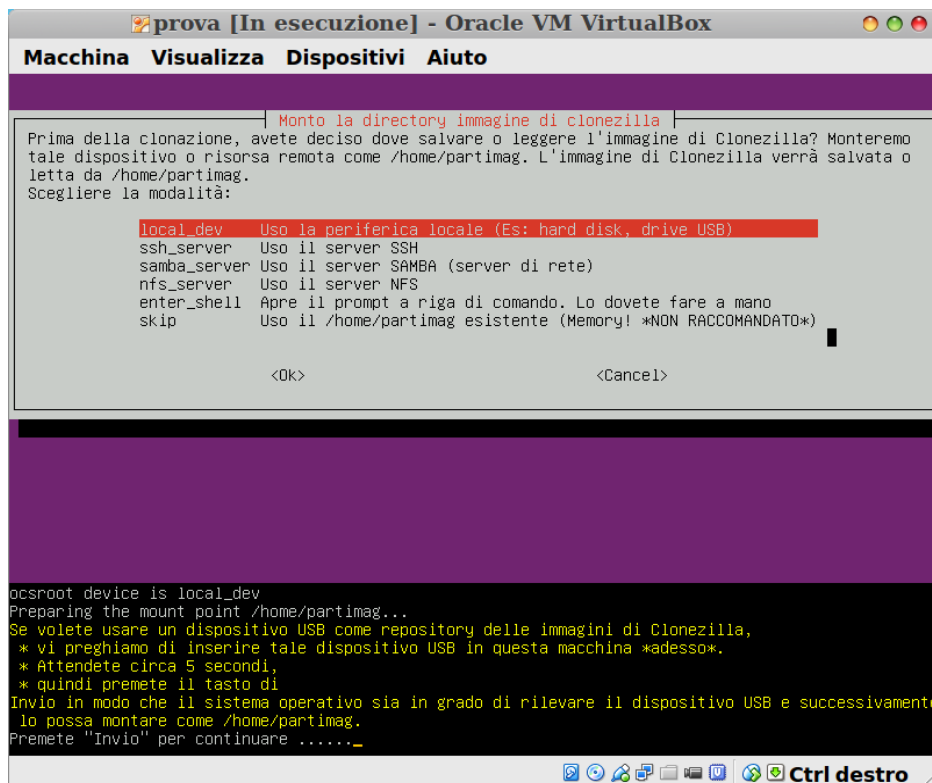 prova [In esecuzione] - Oracle VM VirtualBox
Macchina Visualizza Dispositivi Aiuto
Monto la directory immagine di clonezilla
Prima della clonazione, avete deciso dove salvare o leggere l'immagine di Clonezilla? Monteremo
tale dispositivo o risorsa remota come /home/partimag. L'immagine di Clonezilla verrà salvata o
letta da /home/partimag.
Scegliere la modalità:
local_dev Uso la periferica locale (Es: hard disk, drive USB)
ssh_server Uso il server SSH
samba_server Uso il server SAMBA (server di rete)
nfs_server Uso il server NFS
enter_shell Apre il prompt a riga di comando. Lo dovete fare a mano
skip Uso il /home/partimag esistente (Memory! *NON RACCOMANDATO*)
<Ok> <Cancel>
ocsroot device is local_dev
Preparing the mount point /home/partimag...
Se volete usare un dispositivo USB come repository delle immagini di Clonezilla,
* vi preghiamo di inserire tale dispositivo USB in questa macchina *adesso*.
* Attendete circa 5 secondi,
* quindi premete il tasto di
Invio in modo che il sistema operativo sia in grado di rilevare il dispositivo USB e successivament
lo possa montare come /home/partimag.
Premete "Invio" per continuare ......_
Ctrl destro